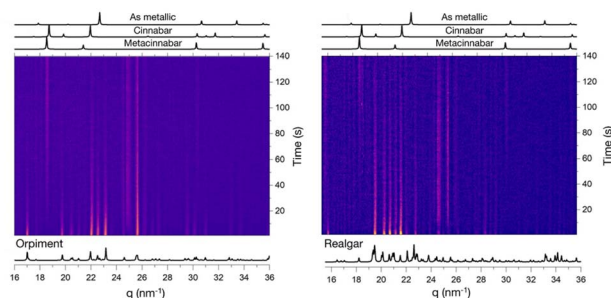 As metallic
Cinnabar
Metacinnabar
140
120
100
80
60
40
20
Time (s)
Orpiment
16 18 20 22 24 26 28 30 32 34 36
q (nm⁻¹)
As metallic
Cinnabar
Metacinnabar
140
120
100
80
60
40
20
Time (s)
Realgar
16 18 20 22 24 26 28 30 32 34 36
q (nm⁻¹)